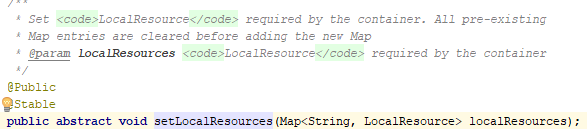 /**
* Set <code>LocalResource</code> required by the container. All pre-existing
* Map entries are cleared before adding the new Map
* @param localResources <code>LocalResource</code> required by the container
*/
@Public
@Stable
public abstract void setLocalResources(Map<String, LocalResource> localResources);